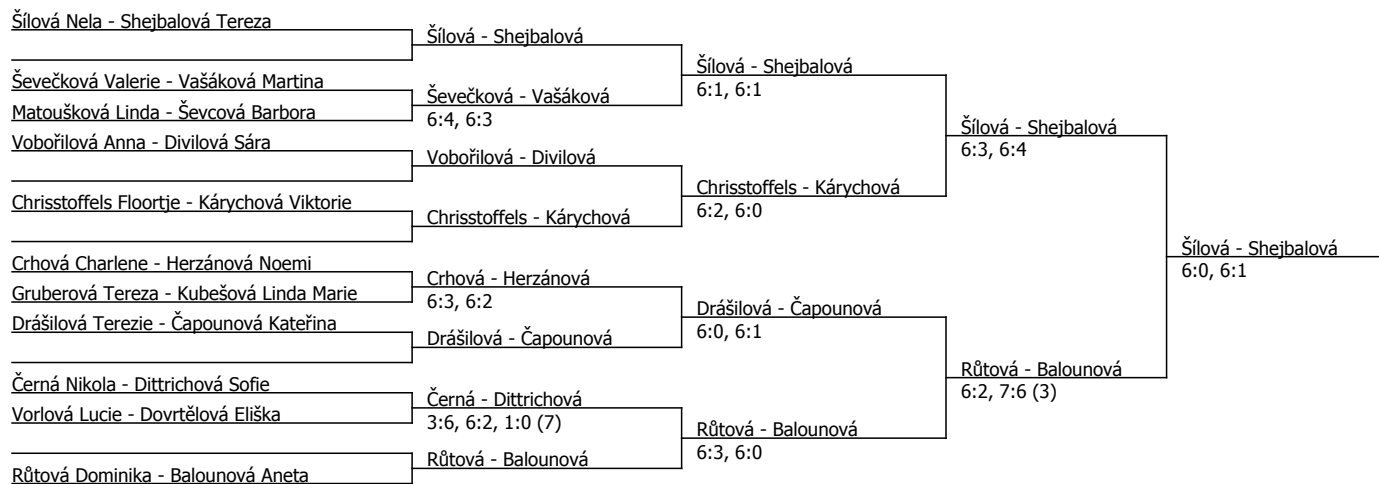 Šílová Nela - Shejbalová Tereza
Ševečková Valerie - Vašáková Martina
Matoušková Linda - Ševcová Barbora
Vobořilová Anna - Divilová Sára
Chrisstoffels Floortje - Kárychová Viktorie
Crhová Charlene - Herzánová Noemi
Gruberová Tereza - Kubešová Linda Marie
Drášilová Terezie - Čapounová Kateřina
Černá Nikola - Dittrichová Sofie
Vorlová Lucie - Dovrtělová Eliška
Růtová Dominika - Balounová Aneta
Šílová - Shejbalová
Ševečková - Vašáková
6:4, 6:3
Vobořilová - Divilová
Chrisstoffels - Kárychová
Crhová - Herzánová
6:3, 6:2
Drášilová - Čapounová
Černá - Dittrichová
3:6, 6:2, 1:0 (7)
Růtová - Balounová
Šílová - Shejbalová
6:1, 6:1
Chrisstoffels - Kárychová
6:2, 6:0
Drášilová - Čapounová
6:0, 6:1
Růtová - Balounová
6:3, 6:0
Šílová - Shejbalová
6:3, 6:4
Růtová - Balounová
6:2, 7:6 (3)
Šílová - Shejbalová
6:0, 6:1